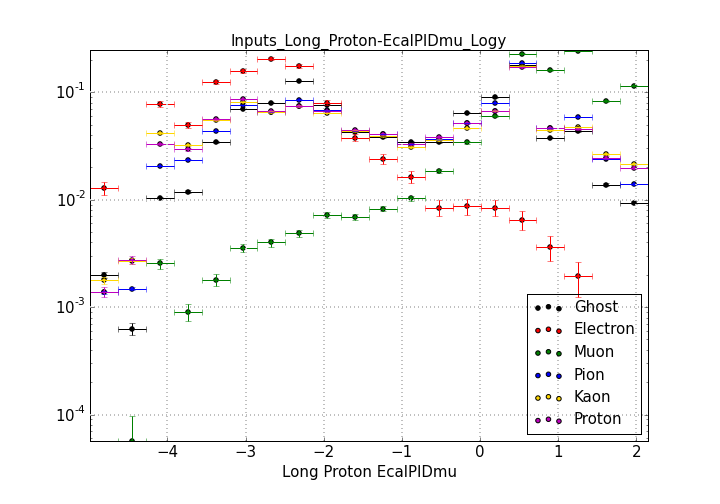 Inputs_Long_Proton-EcalPIDmu_Logy
10⁻¹
10⁻²
10⁻³
10⁻⁴
Ghost
Electron
Muon
Pion
Kaon
Proton
−4 −3 −2 −1 0 1 2
Long Proton EcalPIDmu